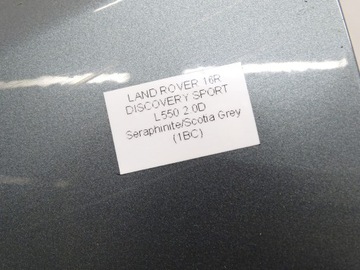 LAND ROVER 16R
DISCOVERY SPORT
L550 2.0D
Seraphinite/Scotia Grey
(1BC)